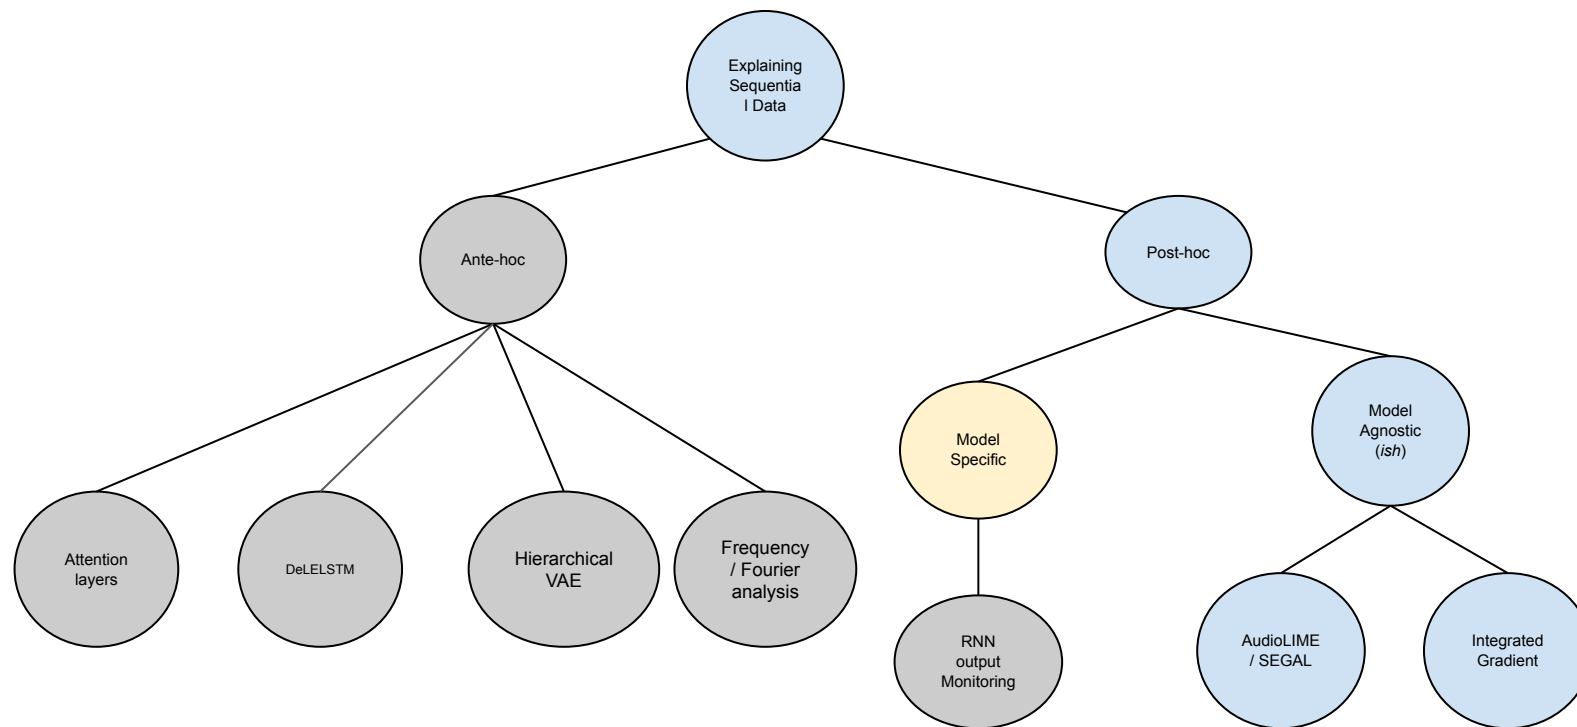 Explaining
Sequentia
l Data
Ante-hoc
Post-hoc
Model
Specific
Model
Agnostic
(ish)
Attention
layers
DeLELSTM
Hierarchical
VAE
Frequency
/ Fourier
analysis
RNN
output
Monitoring
AudioLIME
/ SEGAL
Integrated
Gradient